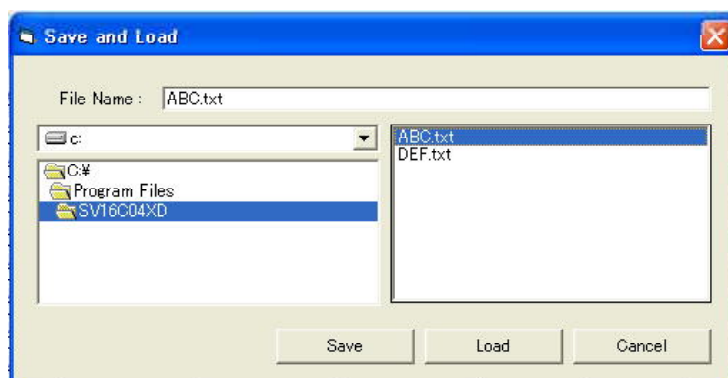 Save and Load
File Name : ABC.txt
c:
C:¥
Program Files
SV16C04XD
ABC.txt
DEF.txt
Save Load Cancel